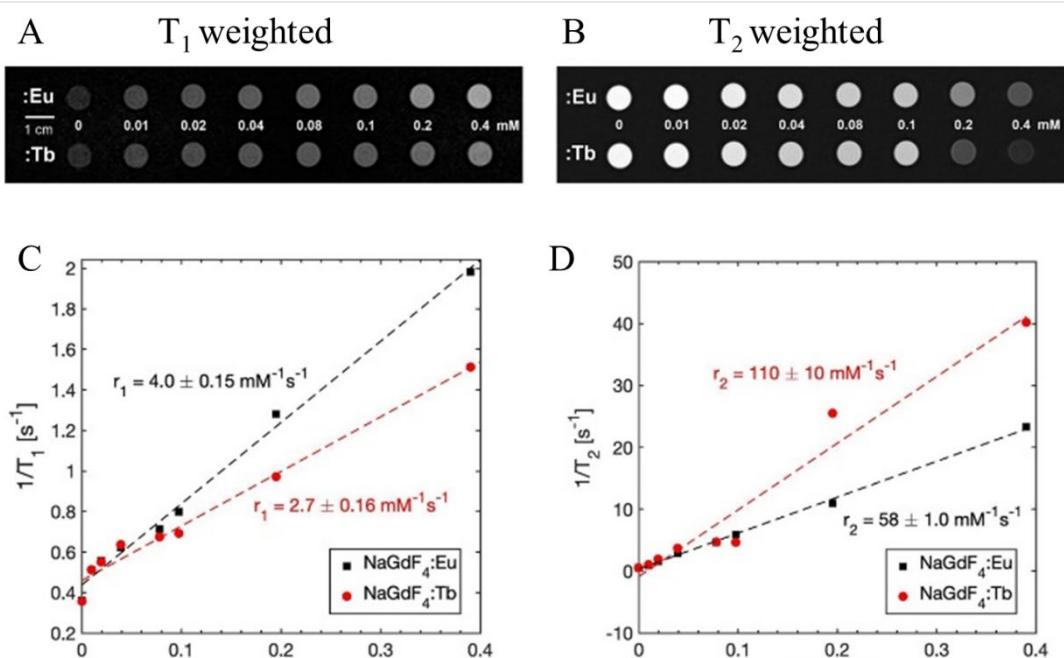 A T₁ weighted
:Eu
1 cm 0 0.01 0.02 0.04 0.08 0.1 0.2 0.4 mM
:Tb
B T₂ weighted
:Eu
0 0.01 0.02 0.04 0.08 0.1 0.2 0.4 mM
:Tb
C
2
1.8
1.6
1.4
1.2
1
0.8
0.6
0.4
0.2
1/T₁ [s⁻¹]
r₁ = 4.0 ± 0.15 mM⁻¹s⁻¹
r₁ = 2.7 ± 0.16 mM⁻¹s⁻¹
NaGdF₄:Eu
NaGdF₄:Tb
0 0.1 0.2 0.3 0.4
D
50
40
30
20
10
0
-10
1/T₂ [s⁻¹]
r₂ = 110 ± 10 mM⁻¹s⁻¹
r₂ = 58 ± 1.0 mM⁻¹s⁻¹
NaGdF₄:Eu
NaGdF₄:Tb
0 0.1 0.2 0.3 0.4